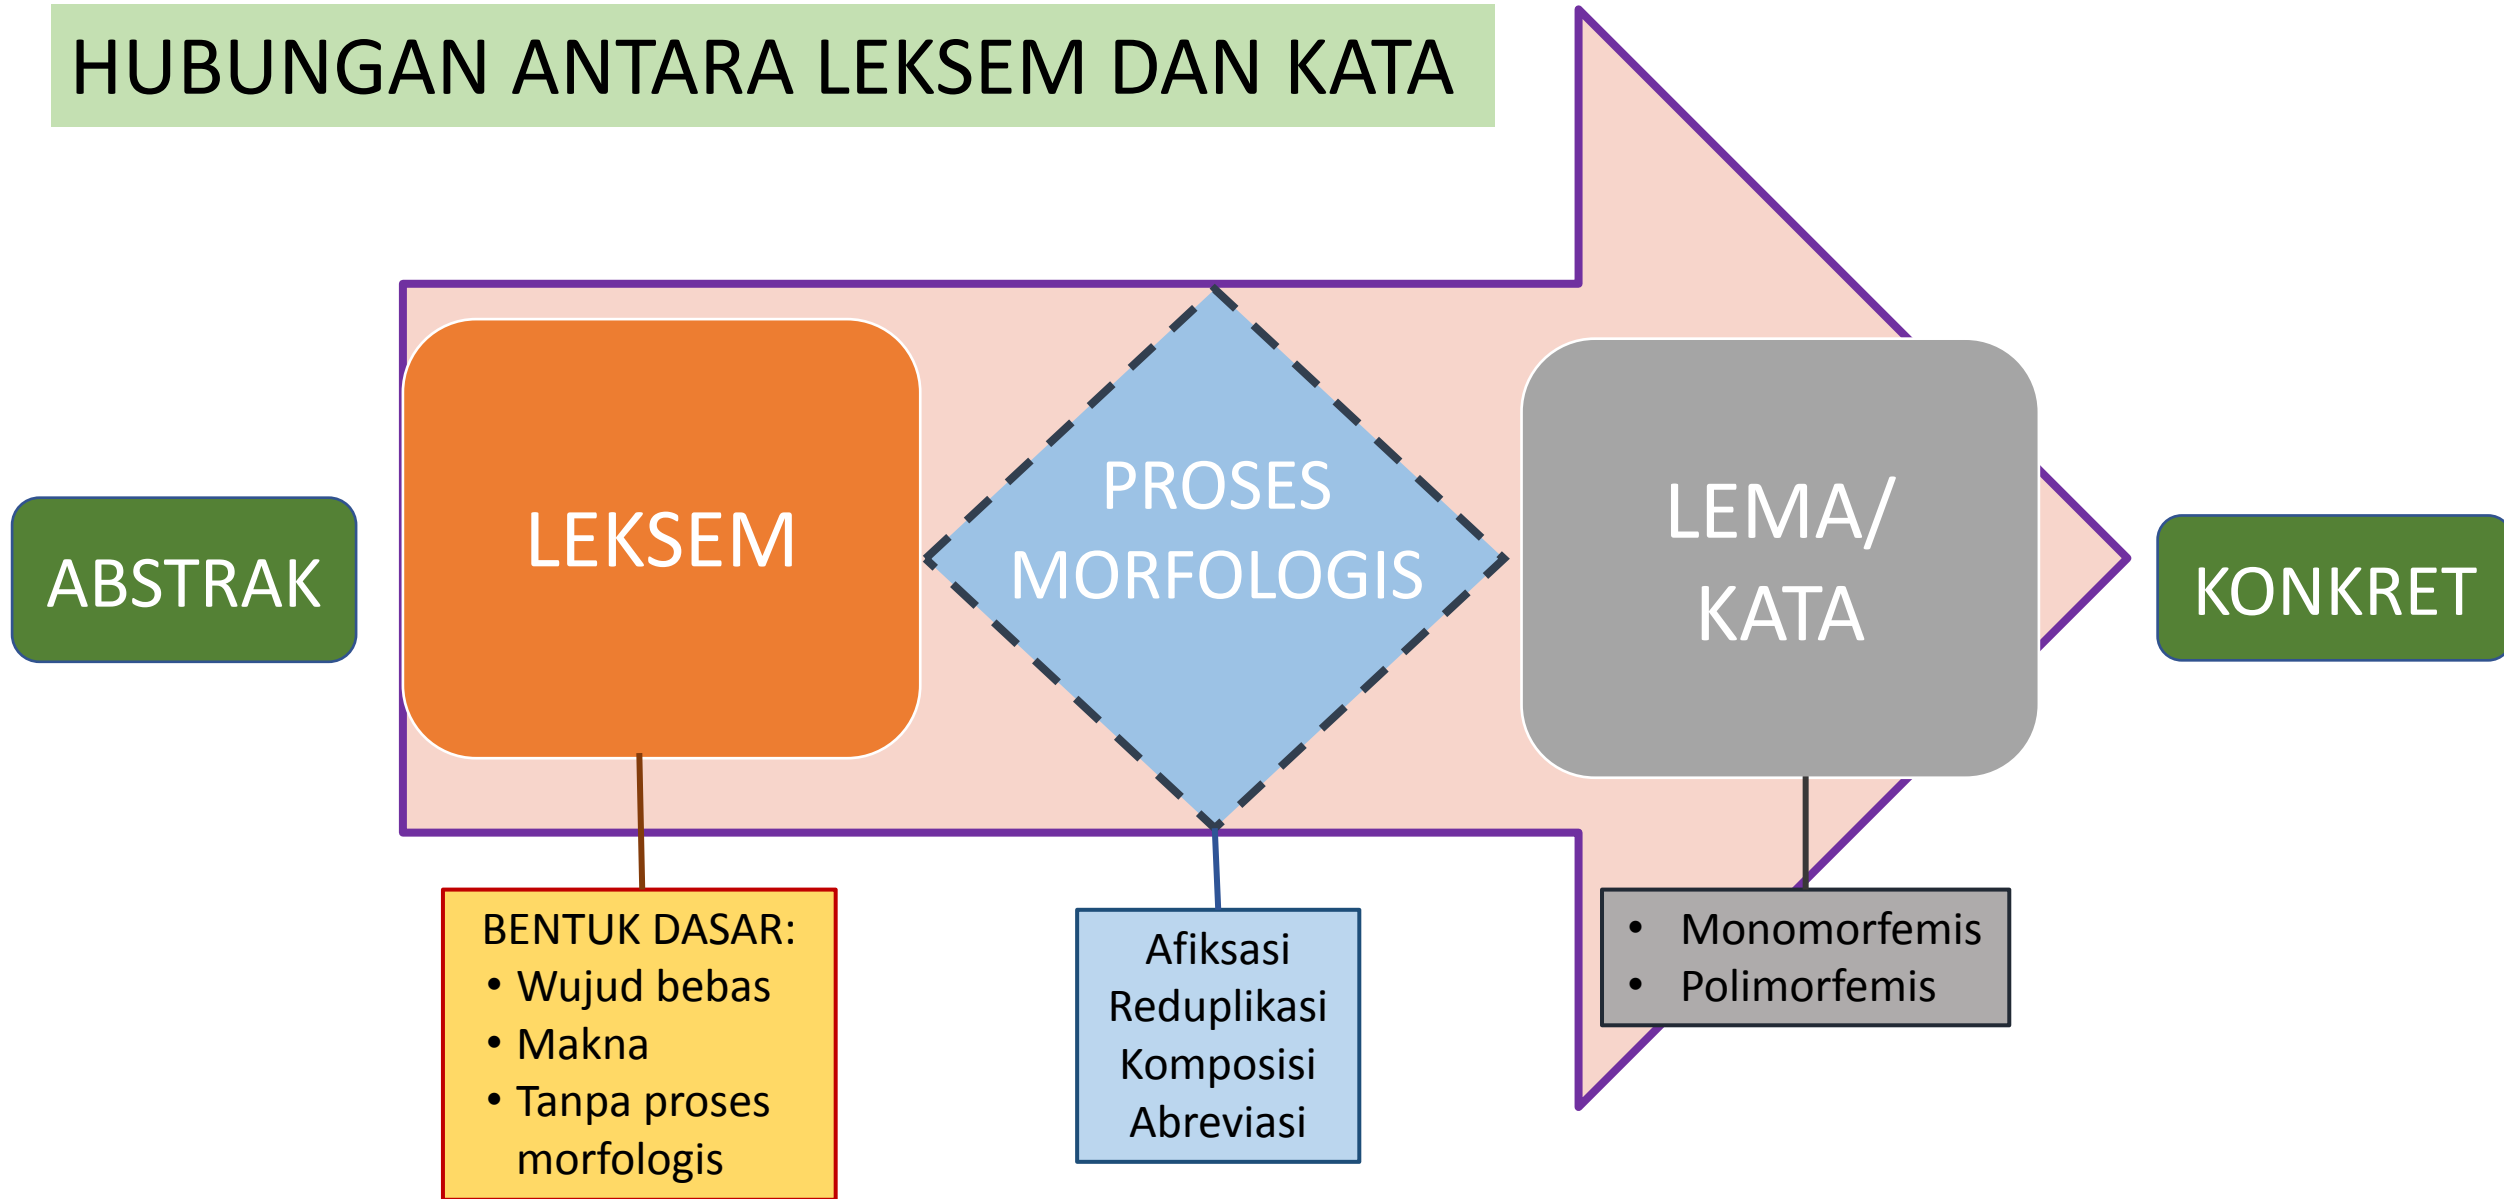 HUBUNGAN ANTARA LEKSEM DAN KATA
ABSTRAK
LEKSEM
PROSES
MORFOLOGIS
LEMA/
KATA
KONKRET
BENTUK DASAR:
• Wujud bebas
• Makna
• Tanpa proses
morfologis
Afiksasi
Reduplikasi
Komposisi
Abreviasi
• Monomorfemis
• Polimorfemis